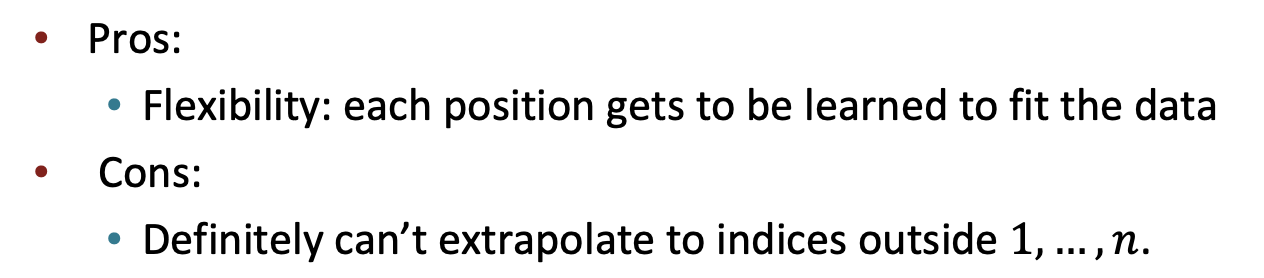 • Pros:
• Flexibility: each position gets to be learned to fit the data
• Cons:
• Definitely can’t extrapolate to indices outside 1, … , n.